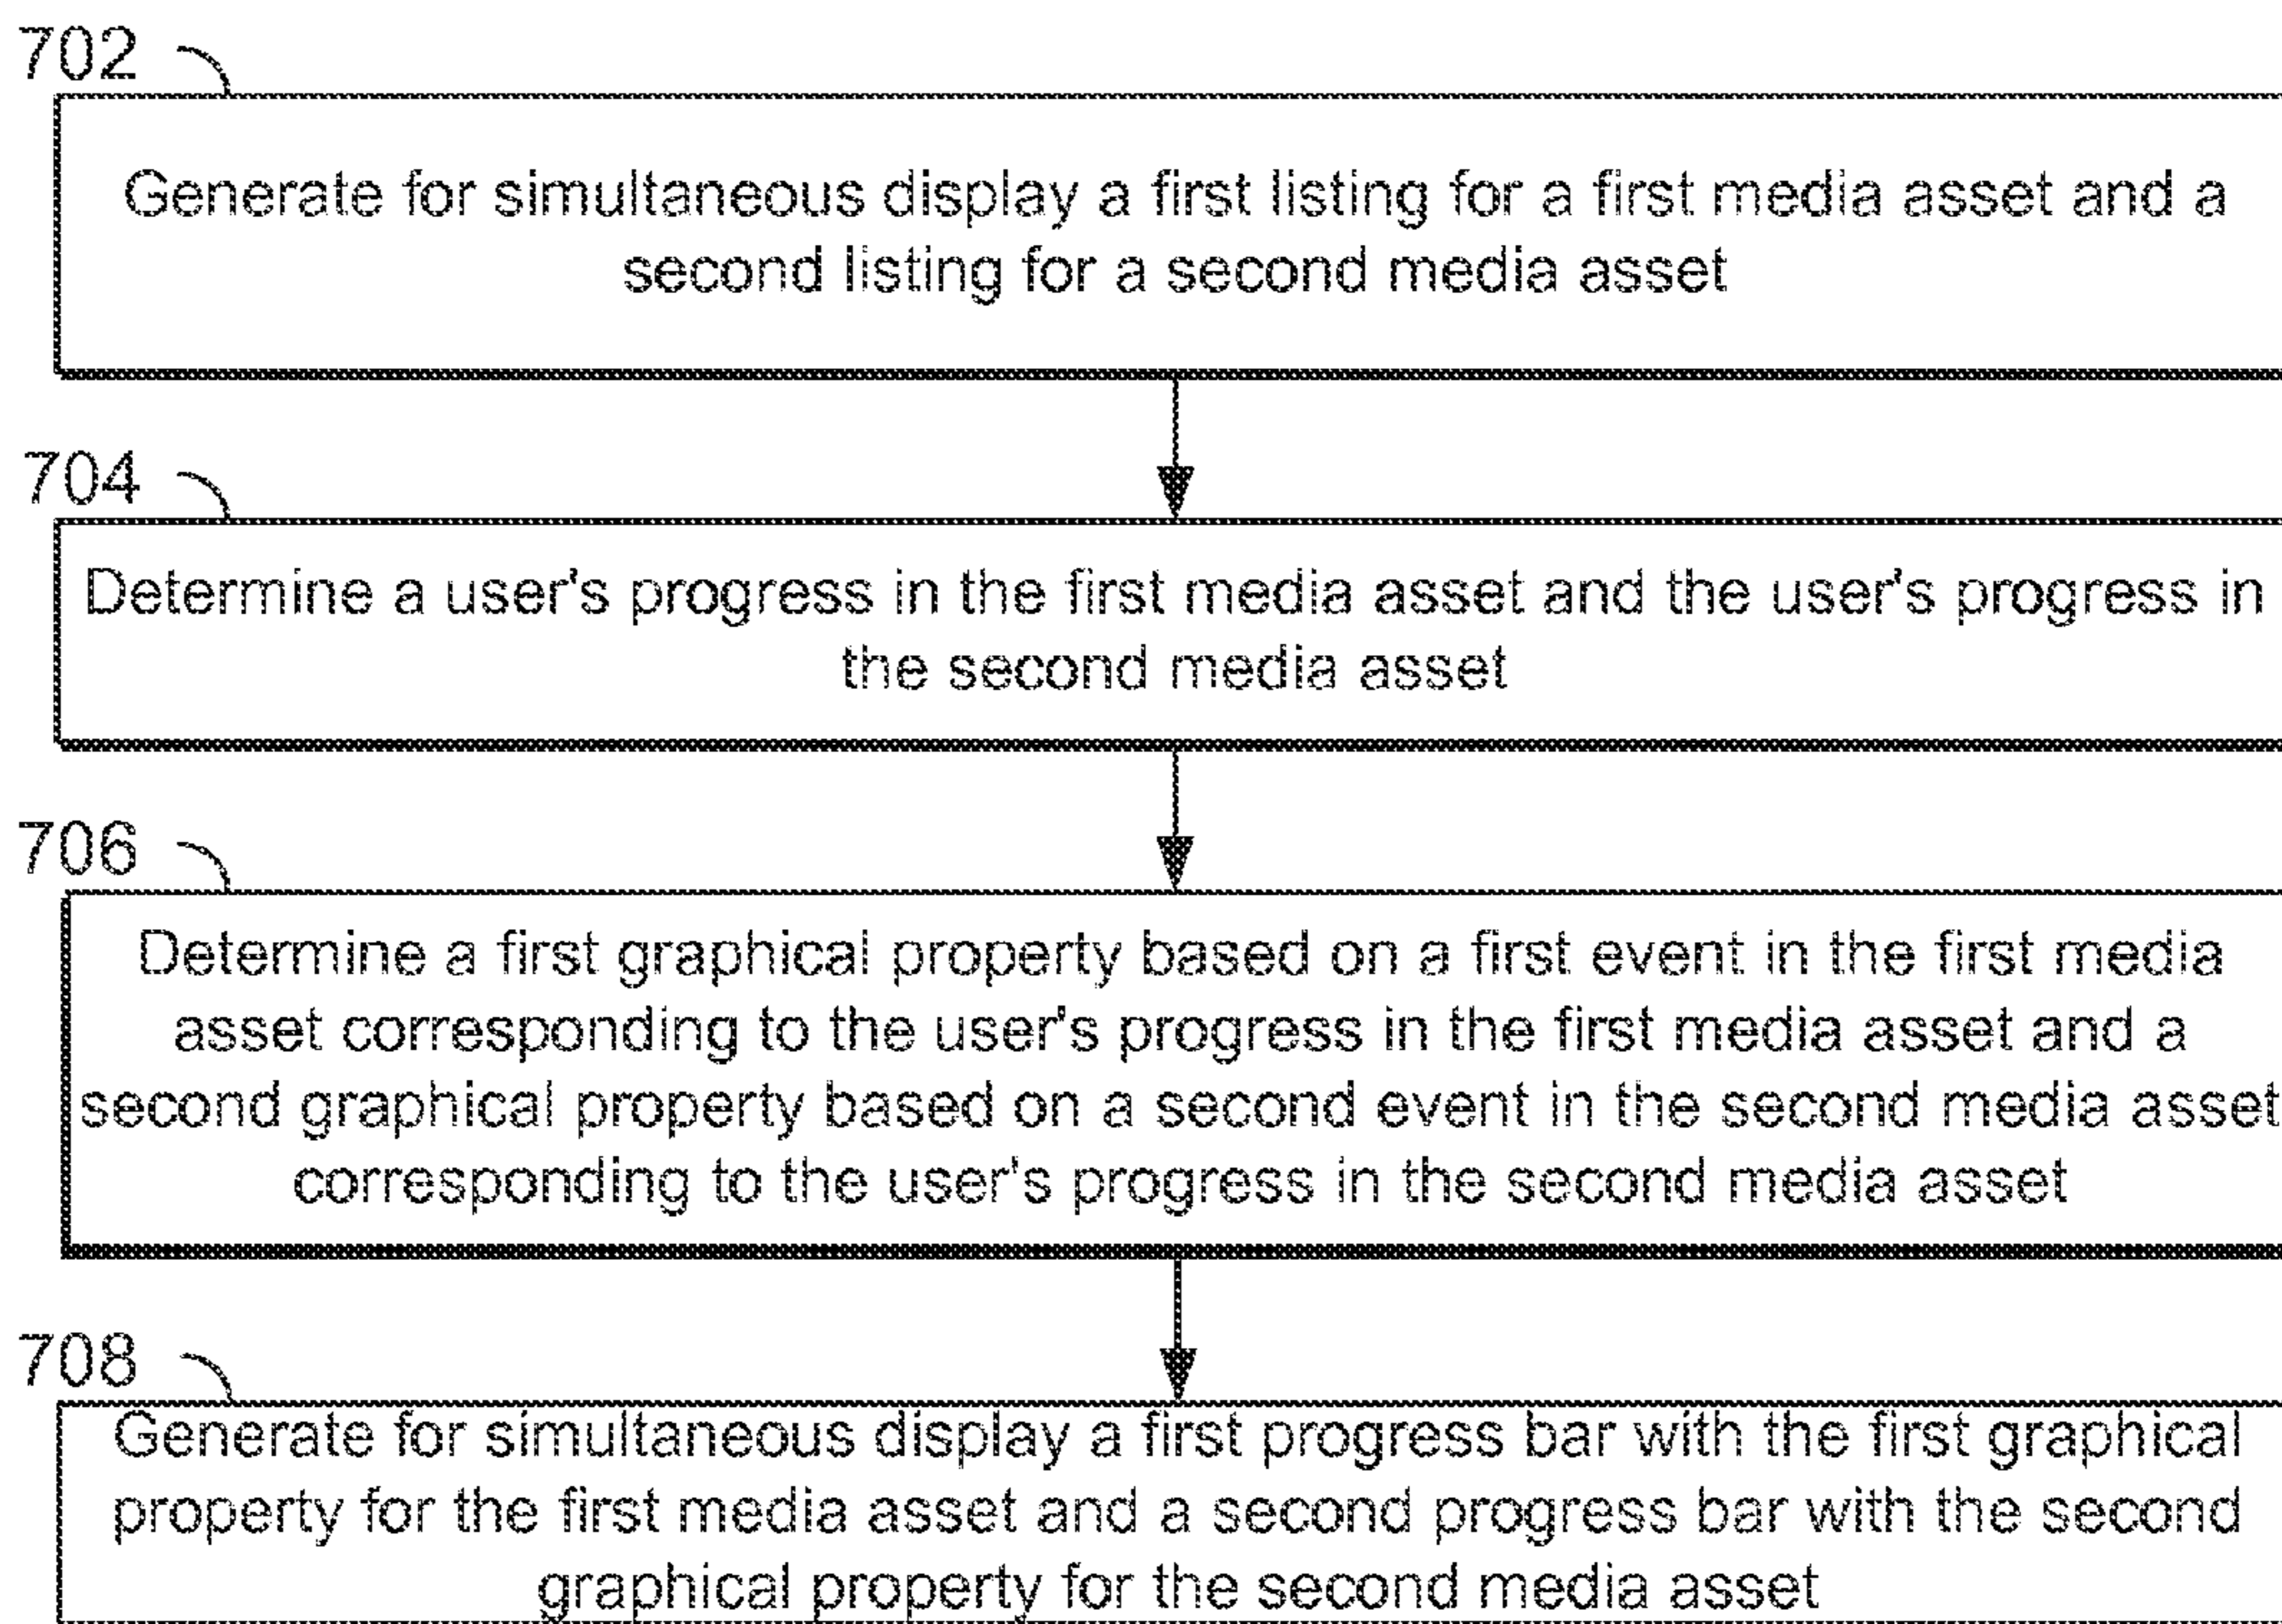 702
Generate for simultaneous display a first listing for a first media asset and a
second listing for a second media asset
704
Determine a user's progress in the first media asset and the user's progress in
the second media asset
706
Determine a first graphical property based on a first event in the first media
asset corresponding to the user's progress in the first media asset and a
second graphical property based on a second event in the second media asset
corresponding to the user's progress in the second media asset
708
Generate for simultaneous display a first progress bar with the first graphical
property for the first media asset and a second progress bar with the second
graphical property for the second media asset